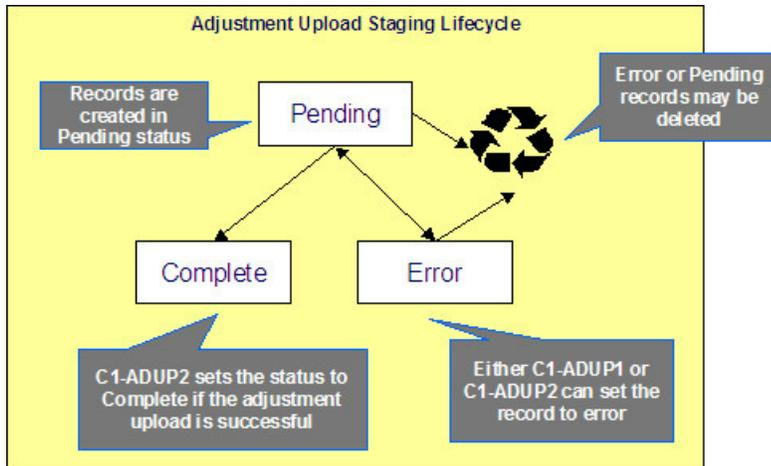 Adjustment Upload Staging Lifecycle
Records are
created in
Pending status
Pending
Error or Pending
records may be
deleted
Complete
Error
C1-ADUP2 sets the status to
Complete if the adjustment
upload is successful
Either C1-ADUP1 or
C1-ADUP2 can set the
record to error